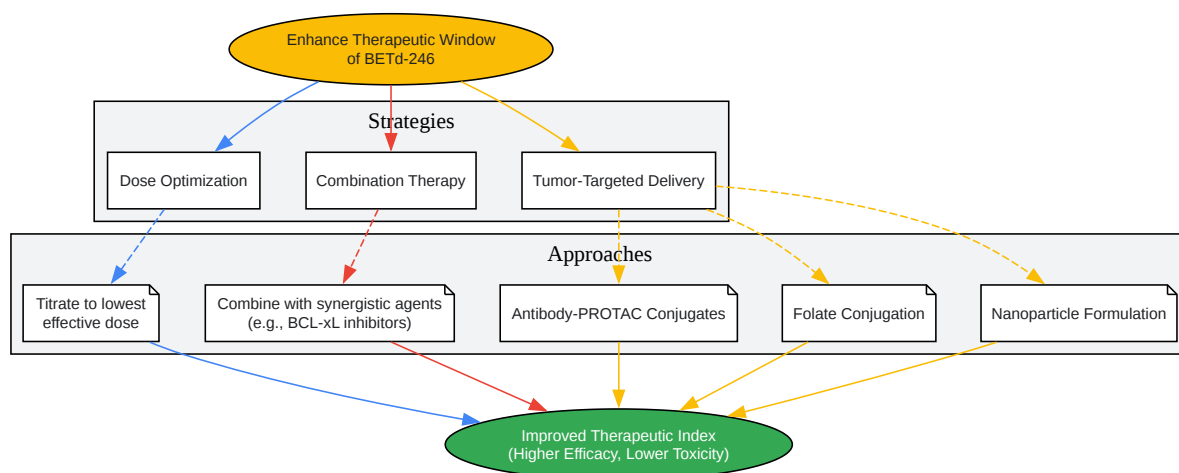 Enhance Therapeutic Window
of BETd-246
Strategies
Dose Optimization
Combination Therapy
Tumor-Targeted Delivery
Approaches
Titrate to lowest
effective dose
Combine with synergistic agents
(e.g., BCL-xL inhibitors)
Antibody-PROTAC Conjugates
Folate Conjugation
Nanoparticle Formulation
Improved Therapeutic Index
(Higher Efficacy, Lower Toxicity)